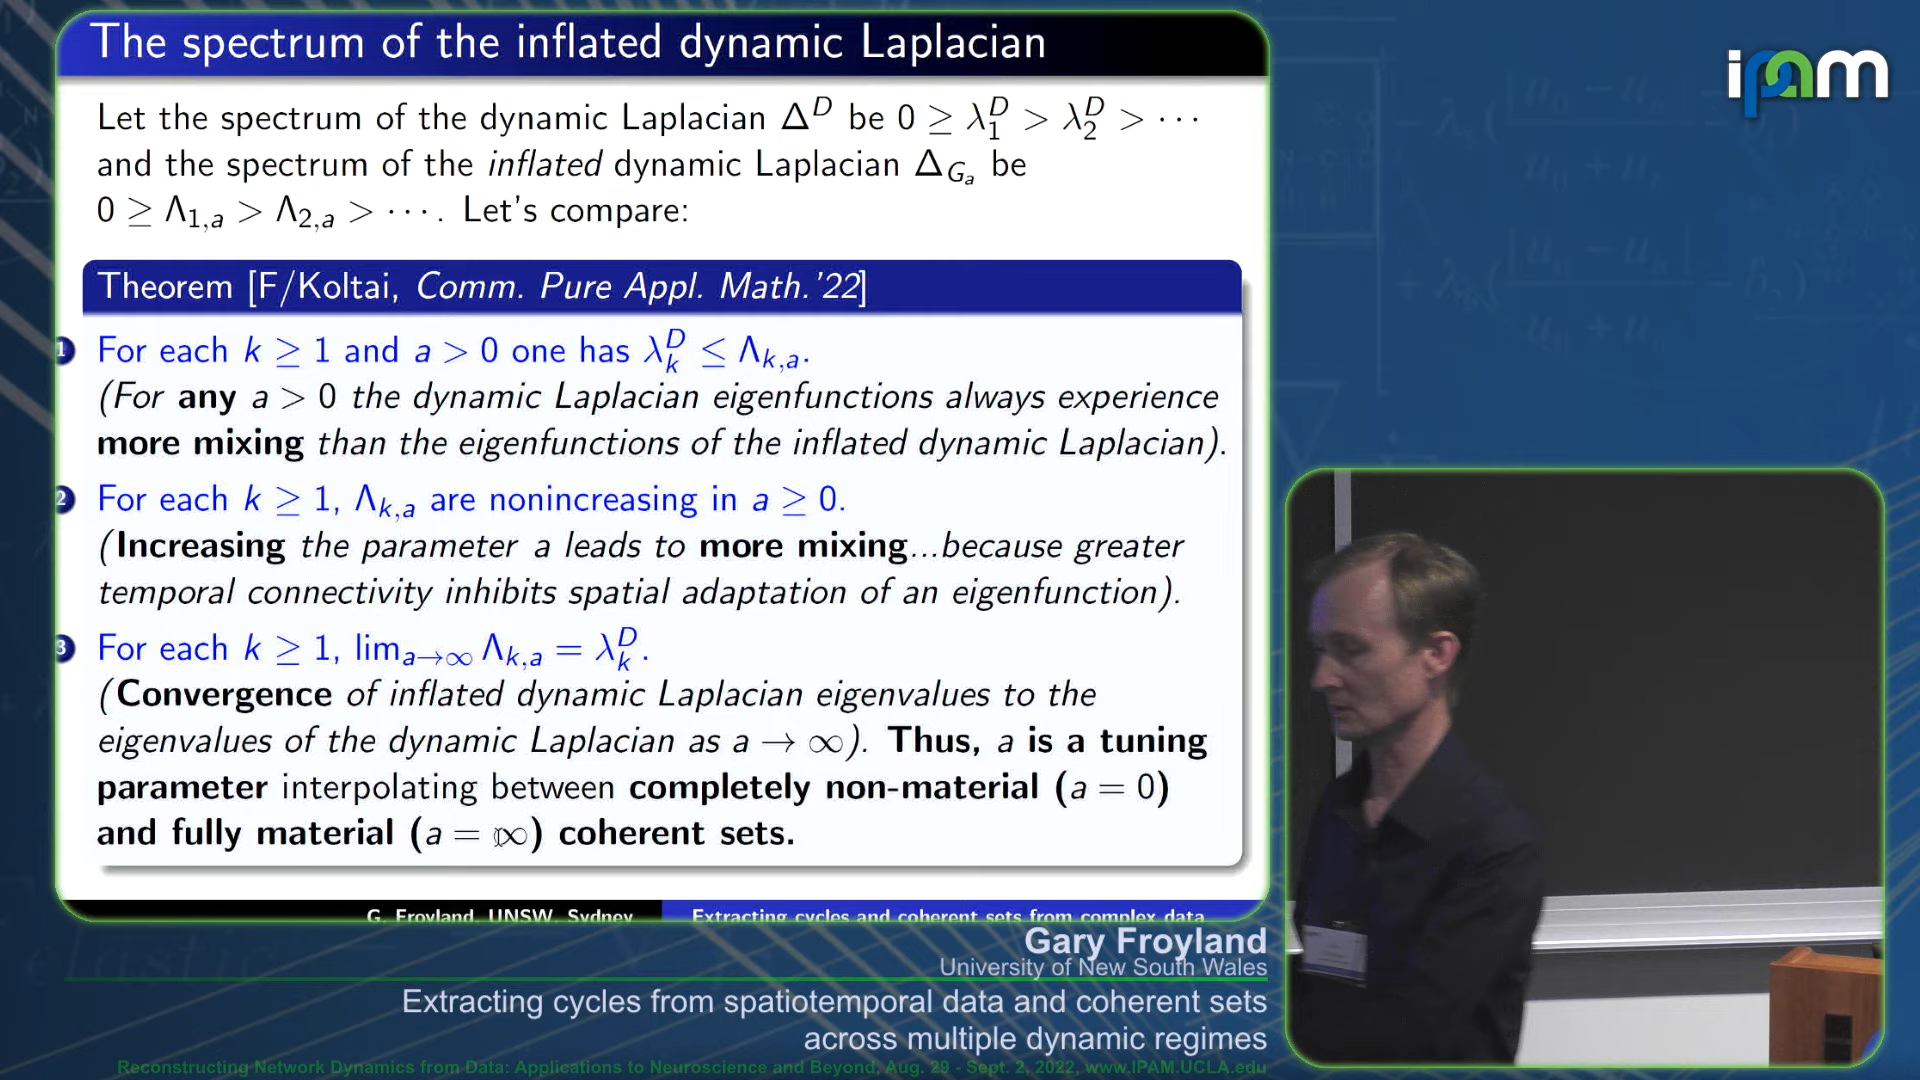 The spectrum of the inflated dynamic Laplacian
Let the spectrum of the dynamic Laplacian Δ^D be 0 ≥ λ_1^D > λ_2^D > ⋯
and the spectrum of the inflated dynamic Laplacian Δ_{G_a} be
0 ≥ Λ_{1,a} > Λ_{2,a} > ⋯. Let's compare:
Theorem [F/Koltai, Comm. Pure Appl. Math.'22]
1 For each k ≥ 1 and a > 0 one has λ_k^D ≤ Λ_{k,a}.
(For any a > 0 the dynamic Laplacian eigenfunctions always experience
more mixing than the eigenfunctions of the inflated dynamic Laplacian).
2 For each k ≥ 1, Λ_{k,a} are nonincreasing in a ≥ 0.
(Increasing the parameter a leads to more mixing...because greater
temporal connectivity inhibits spatial adaptation of an eigenfunction).
3 For each k ≥ 1, lim_{a→∞} Λ_{k,a} = λ_k^D.
(Convergence of inflated dynamic Laplacian eigenvalues to the
eigenvalues of the dynamic Laplacian as a → ∞). Thus, a is a tuning
parameter interpolating between completely non-material (a = 0)
and fully material (a = ∞) coherent sets.
G. Froyland, UNSW, Sydney
Extracting cycles and coherent sets from complex data
ipam
Gary Froyland
University of New South Wales
Extracting cycles from spatiotemporal data and coherent sets
across multiple dynamic regimes
Reconstructing Network Dynamics from Data: Applications to Neuroscience and Beyond, Aug. 29 - Sept. 2, 2022, www.IPAM.UCLA.edu